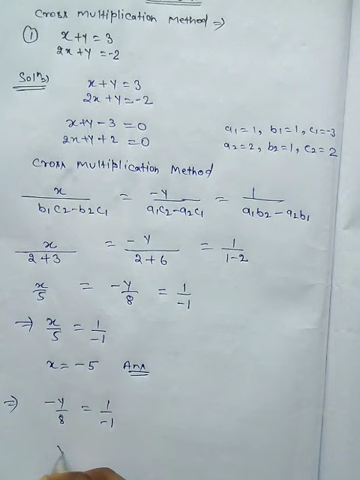 Cross Multiplication Method ⇒
① x+y = 3
2x+y = -2
Solⁿ) x+y = 3
2x+y = -2
x+y-3 = 0
2x+y+2 = 0
a₁=1, b₁=1, c₁=-3
a₂=2, b₂=1, c₂=2
Cross Multiplication Method
x/(b₁c₂-b₂c₁) = -y/(a₁c₂-a₂c₁) = 1/(a₁b₂-a₂b₁)
x/(2+3) = -y/(2+6) = 1/(1-2)
x/5 = -y/8 = 1/-1
⇒ x/5 = 1/-1
x = -5 Ans
⇒ -y/8 = 1/-1